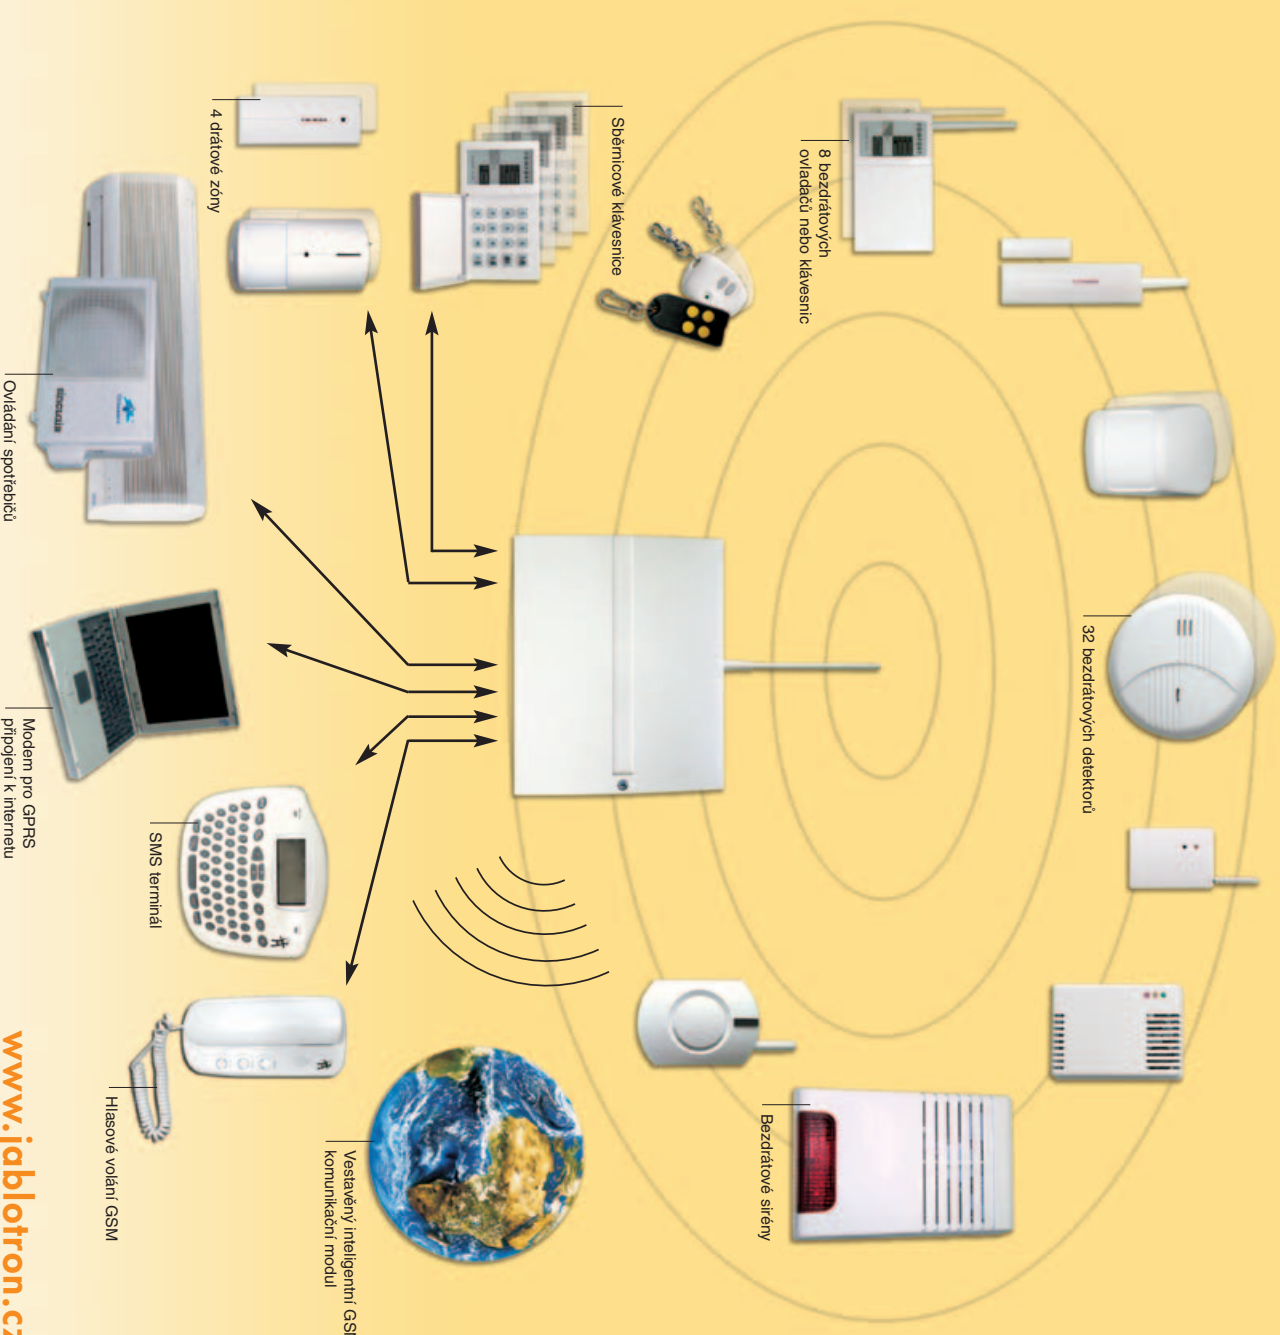 8 bezdrátových
ovladačů nebo klávesnic
32 bezdrátových detektorů
Sběrnicové klávesnice
4 drátové zóny
Bezdrátové sirény
Ovládání spotřebičů
Modem pro GPRS
připojení k internetu
SMS terminál
Hlasové volání GSM
Vestavěný inteligentní GSM
komunikační modul
www.jablotron.cz